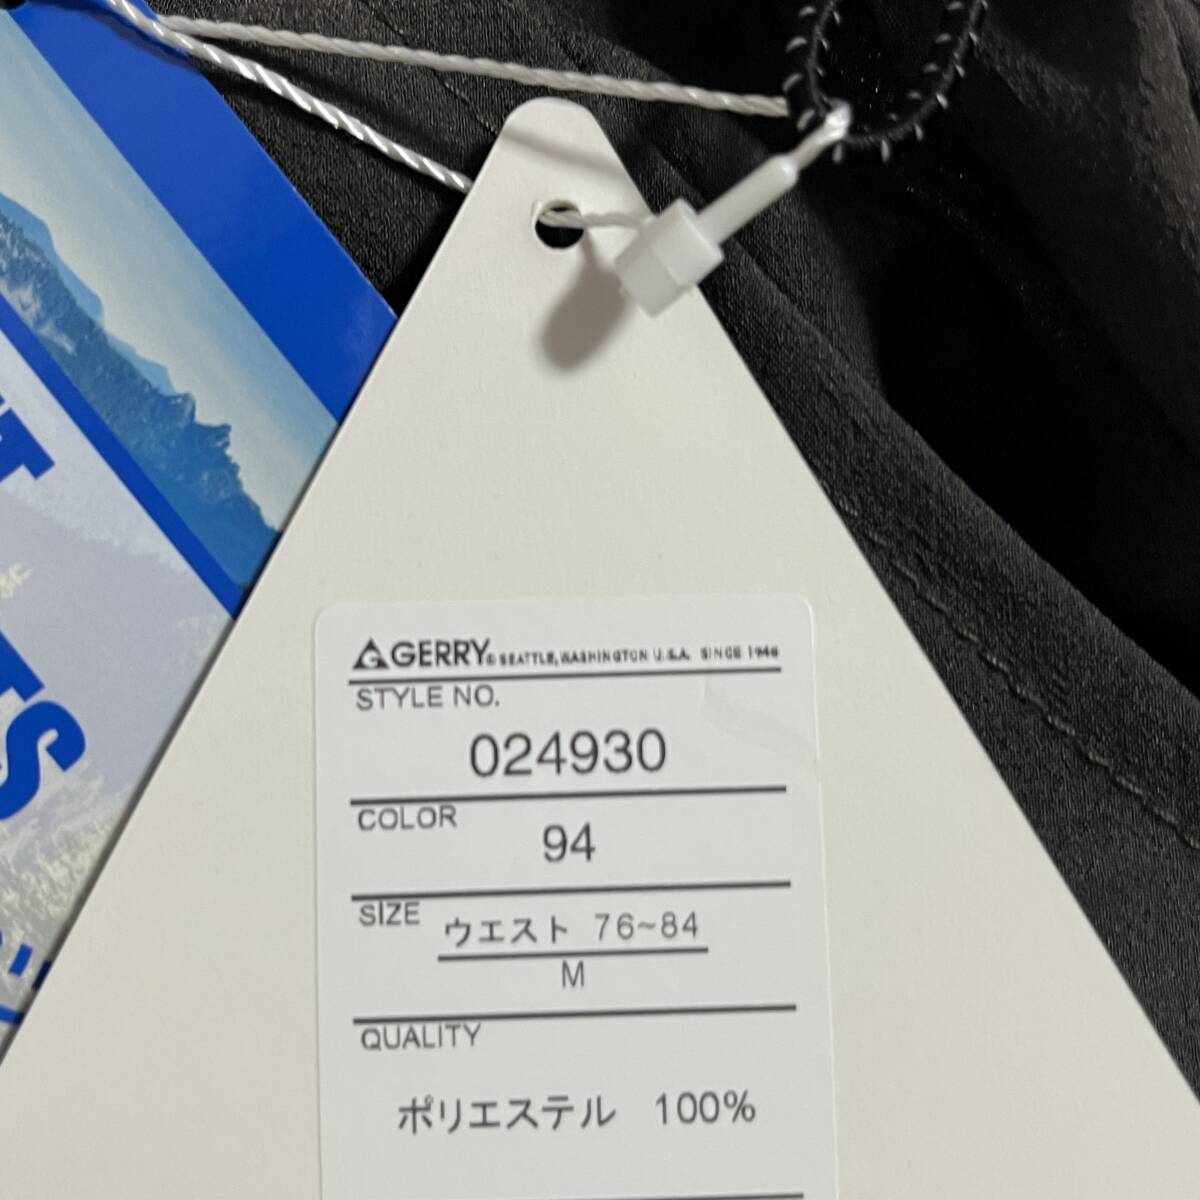 GERRY® SEATTLE, WASHINGTON U.S.A. SINCE 1946
STYLE NO.
024930
COLOR
94
SIZE
ウエスト 76~84
M
QUALITY
ポリエステル 100%
TS